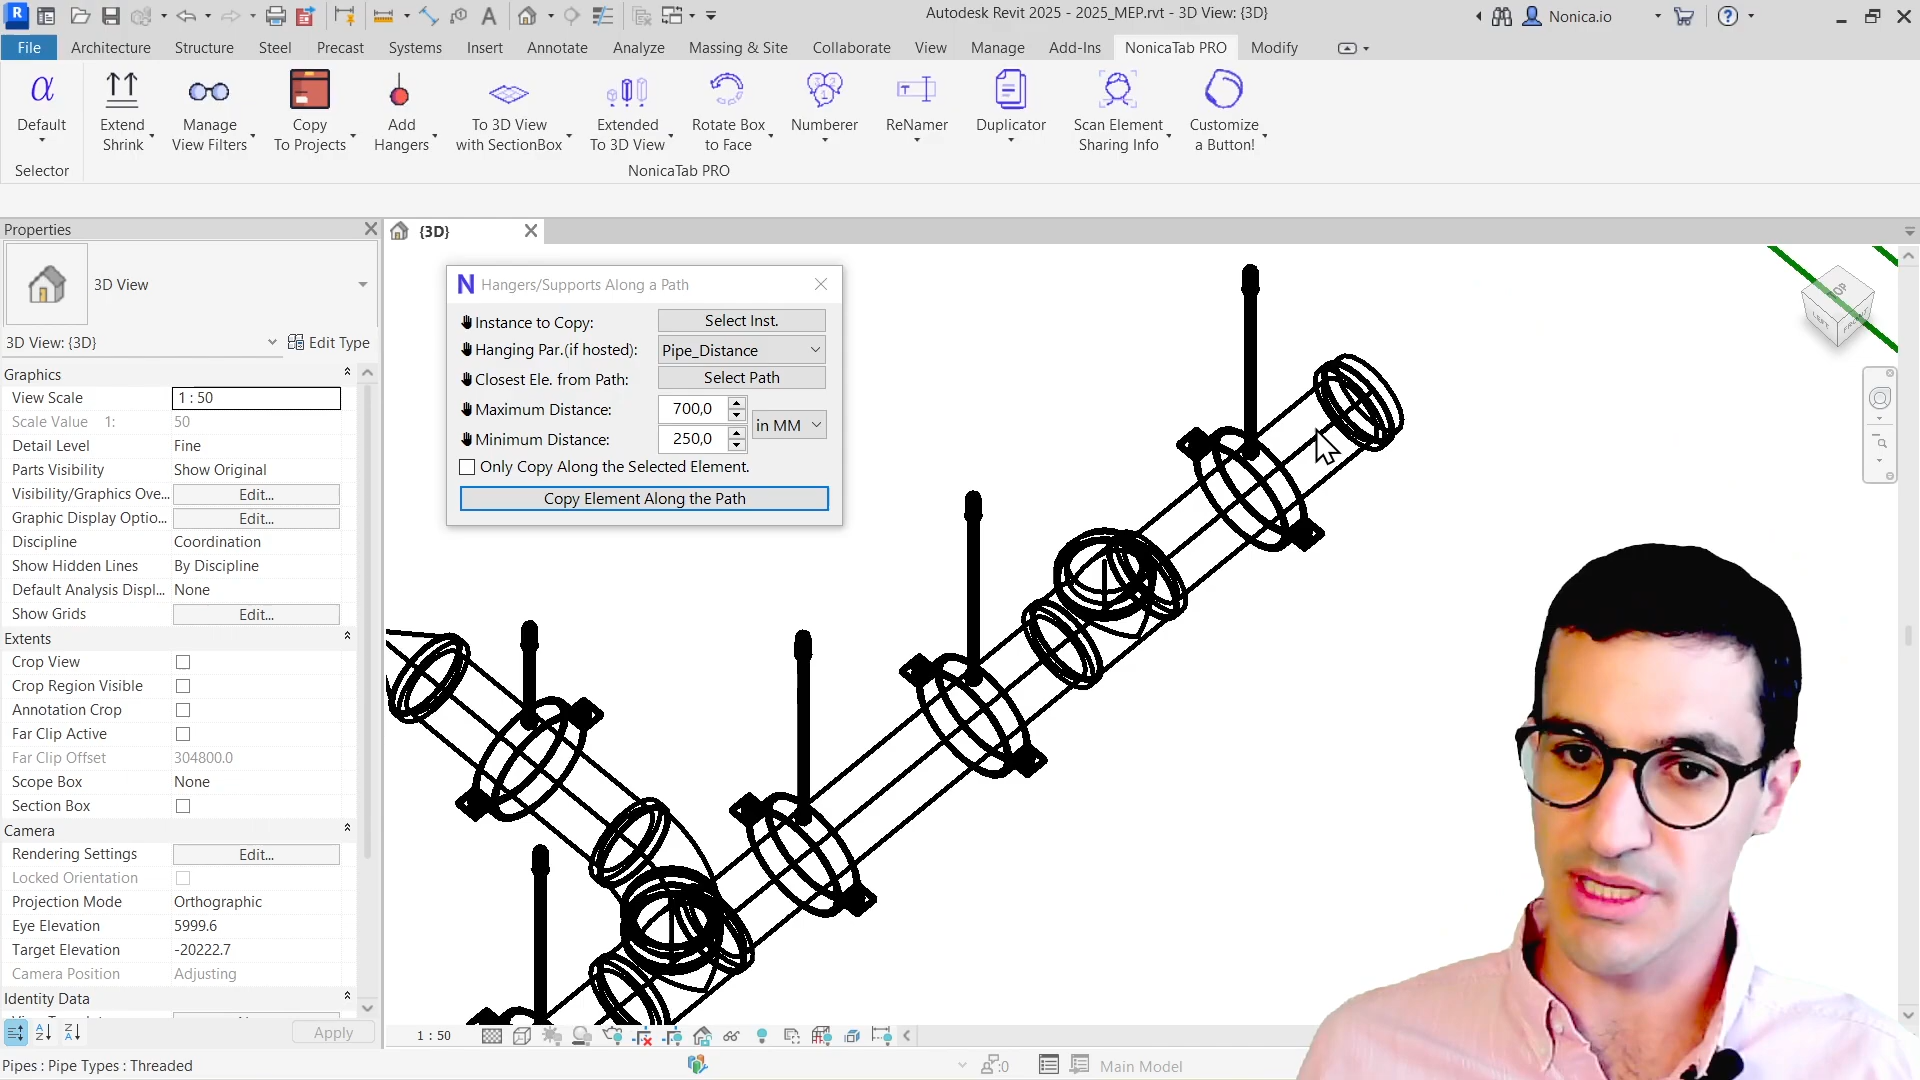 Autodesk Revit 2025 - 2025_MEP.rvt - 3D View: {3D}
Nonica.io
File
Architecture
Structure
Steel
Precast
Systems
Insert
Annotate
Analyze
Massing & Site
Collaborate
View
Manage
Add-Ins
NonicaTab PRO
Modify
Default
Extend
Shrink
Manage
View Filters
Copy
To Projects
Add
Hangers
To 3D View
with SectionBox
Extended
To 3D View
Rotate Box
to Face
Numberer
ReNamer
Duplicator
Scan Element
Sharing Info
Customize
a Button!
Selector
NonicaTab PRO
Properties
{3D}
3D View
3D View: {3D}
Edit Type
Graphics
View Scale
1 : 50
Scale Value 1:
50
Detail Level
Fine
Parts Visibility
Show Original
Visibility/Graphics Ove...
Edit...
Graphic Display Optio...
Edit...
Discipline
Coordination
Show Hidden Lines
By Discipline
Default Analysis Displ...
None
Show Grids
Edit...
Extents
Crop View
Crop Region Visible
Annotation Crop
Far Clip Active
Far Clip Offset
304800.0
Scope Box
None
Section Box
Camera
Rendering Settings
Edit...
Locked Orientation
Projection Mode
Orthographic
Eye Elevation
5999.6
Target Elevation
-20222.7
Camera Position
Adjusting
Identity Data
Apply
Hangers/Supports Along a Path
Instance to Copy:
Select Inst.
Hanging Par.(if hosted):
Pipe_Distance
Closest Ele. from Path:
Select Path
Maximum Distance:
700,0
in MM
Minimum Distance:
250,0
Only Copy Along the Selected Element.
Copy Element Along the Path
TOP
LEFT
FRONT
1 : 50
Pipes : Pipe Types : Threaded
:0
Main Model